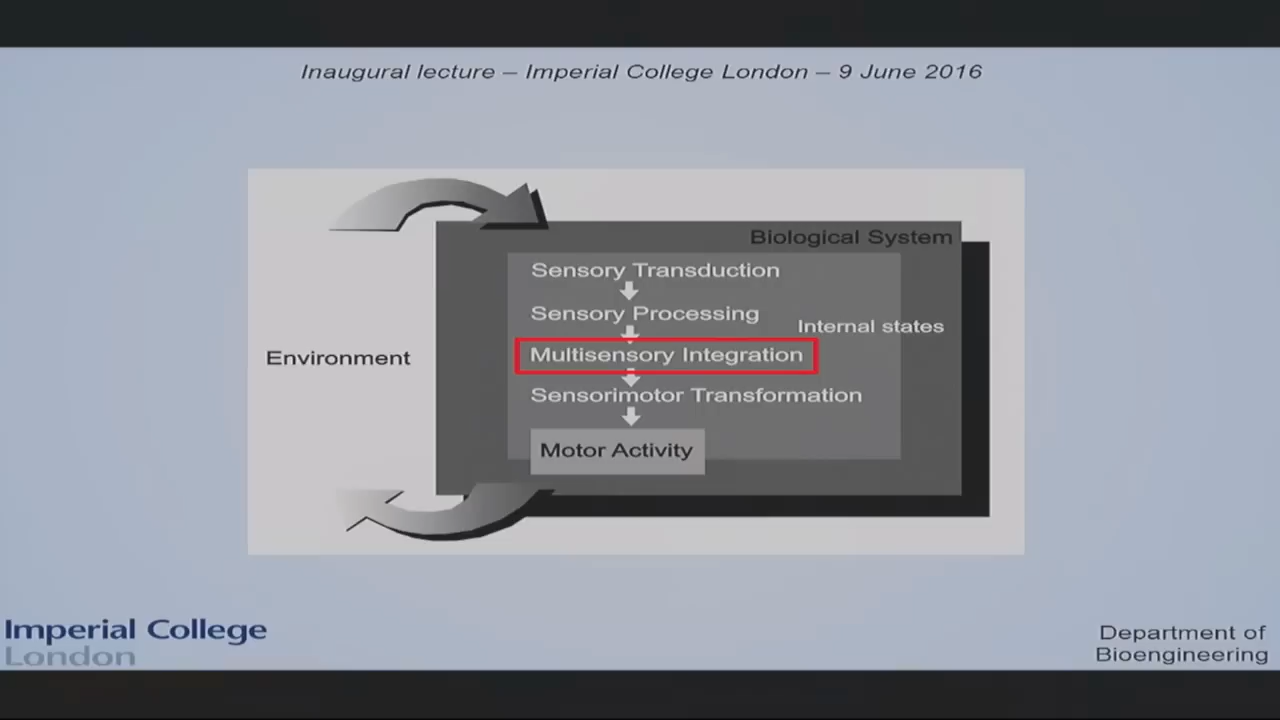 Inaugural lecture – Imperial College London – 9 June 2016
Biological System
Sensory Transduction
Sensory Processing
Internal states
Multisensory Integration
Environment
Sensorimotor Transformation
Motor Activity
Imperial College
London
Department of
Bioengineering